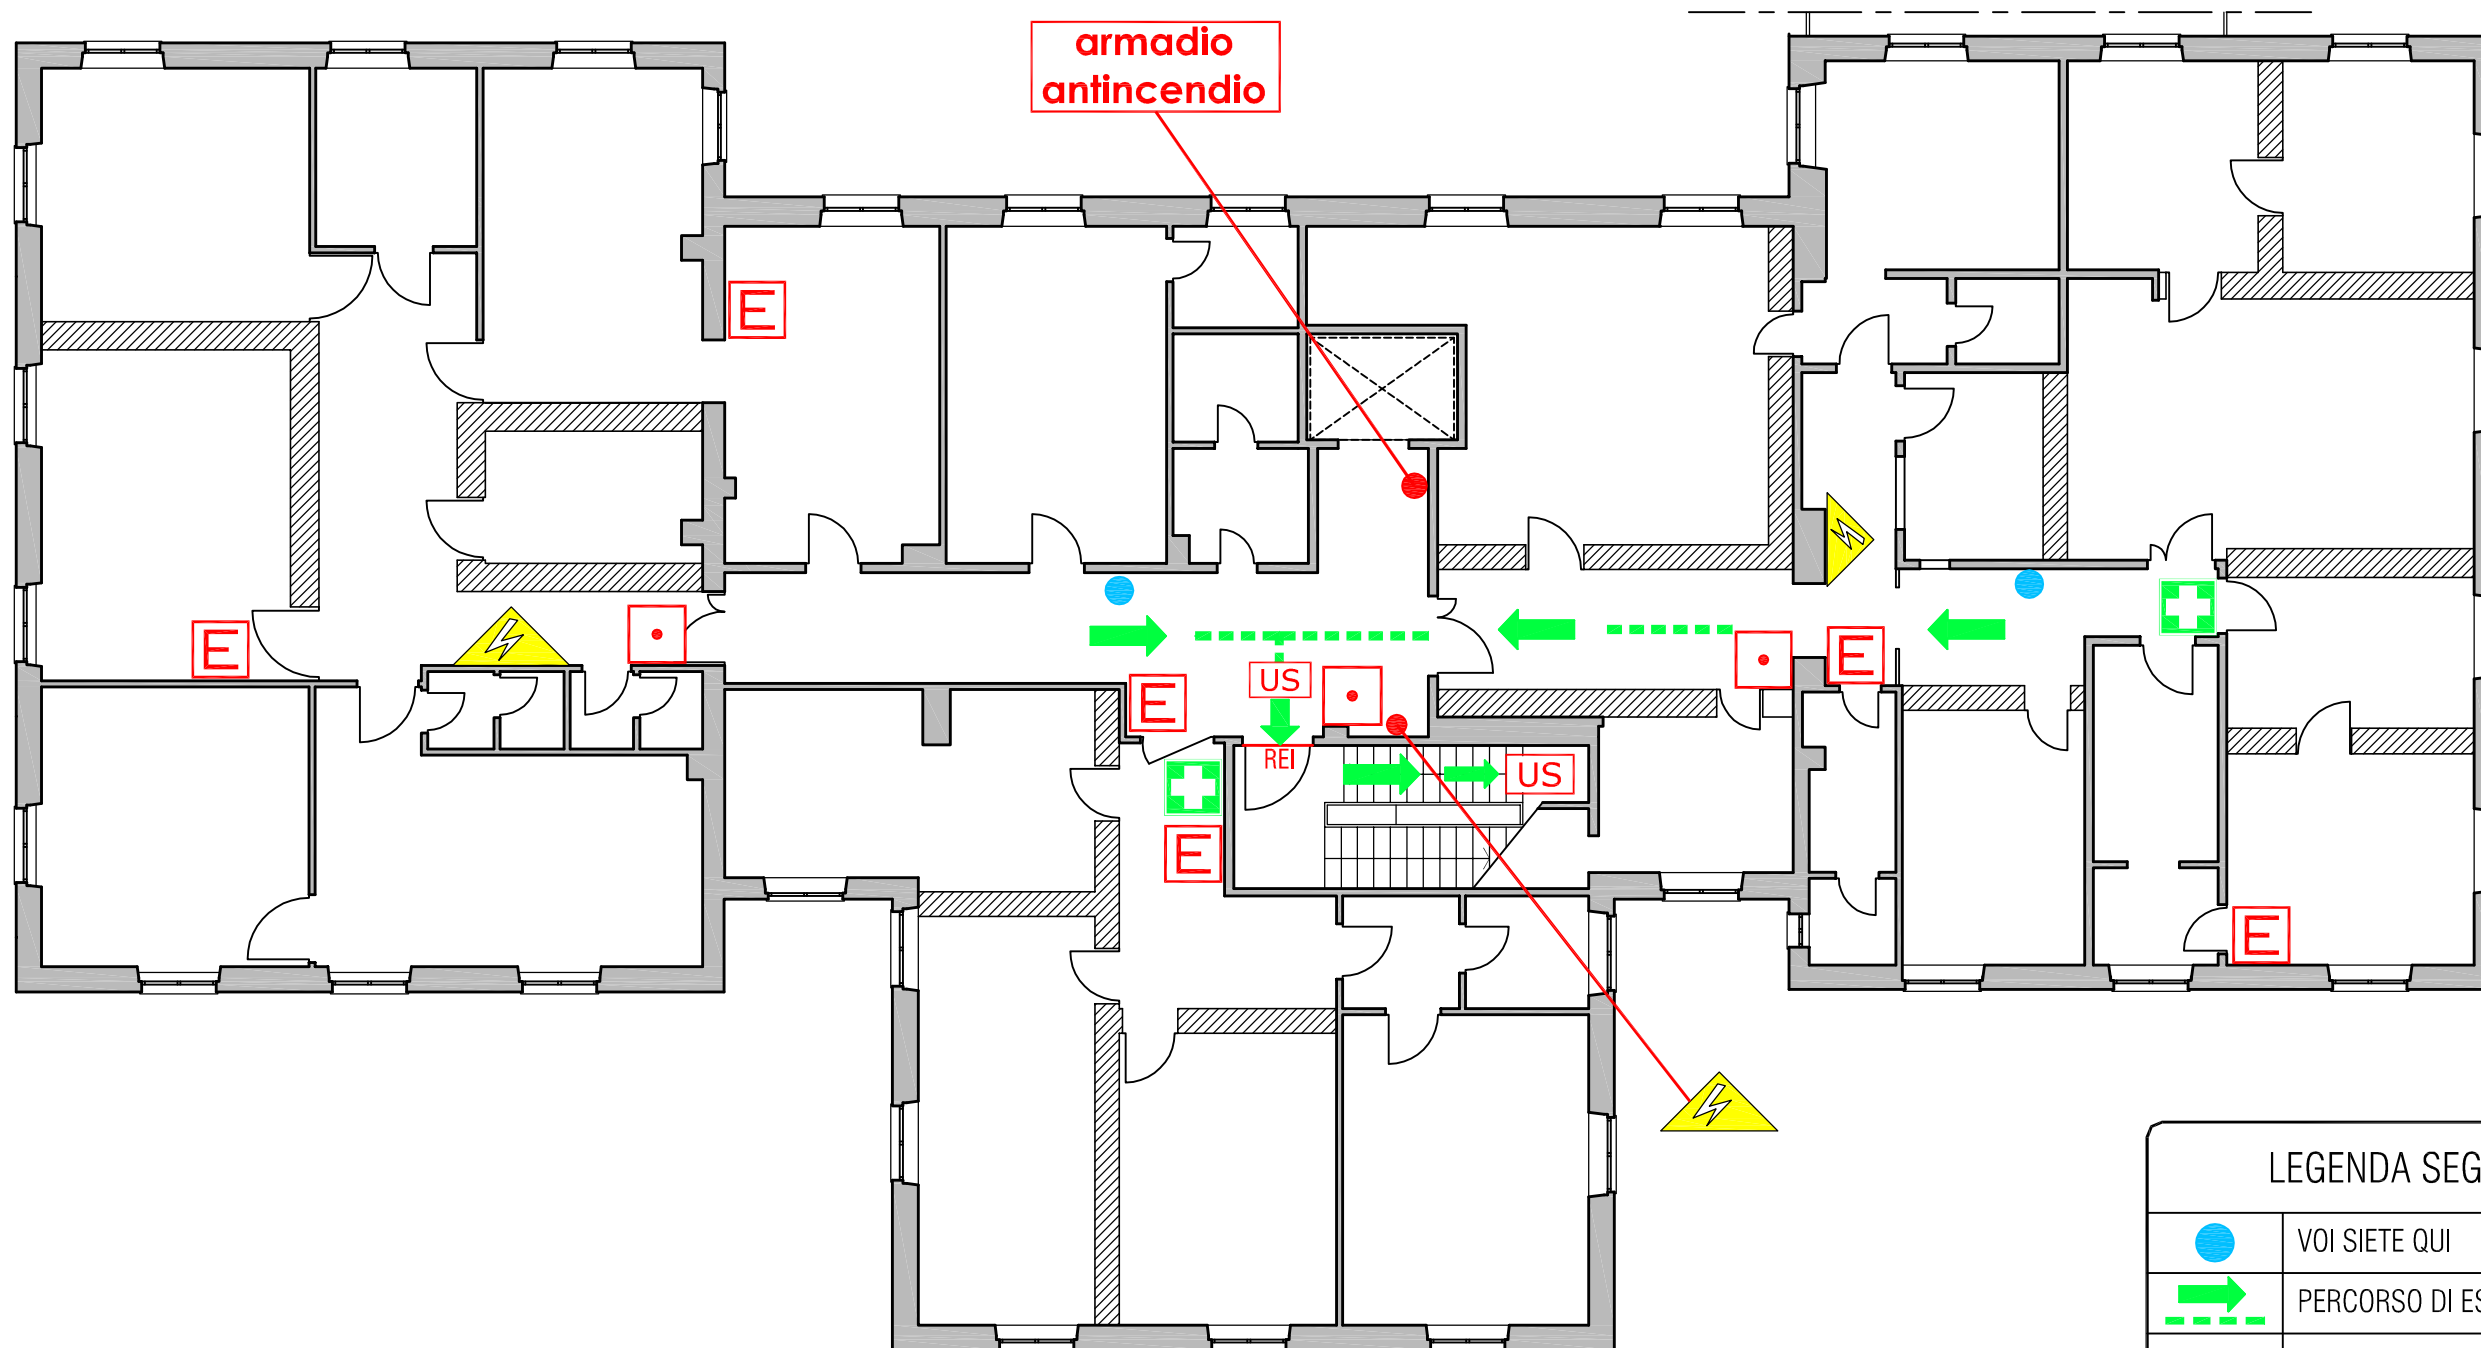 armadio
antincendio
E
E
E
US
E
E
REI
US
E
E
LEGENDA SEG
VOI SIETE QUI
PERCORSO DI ES